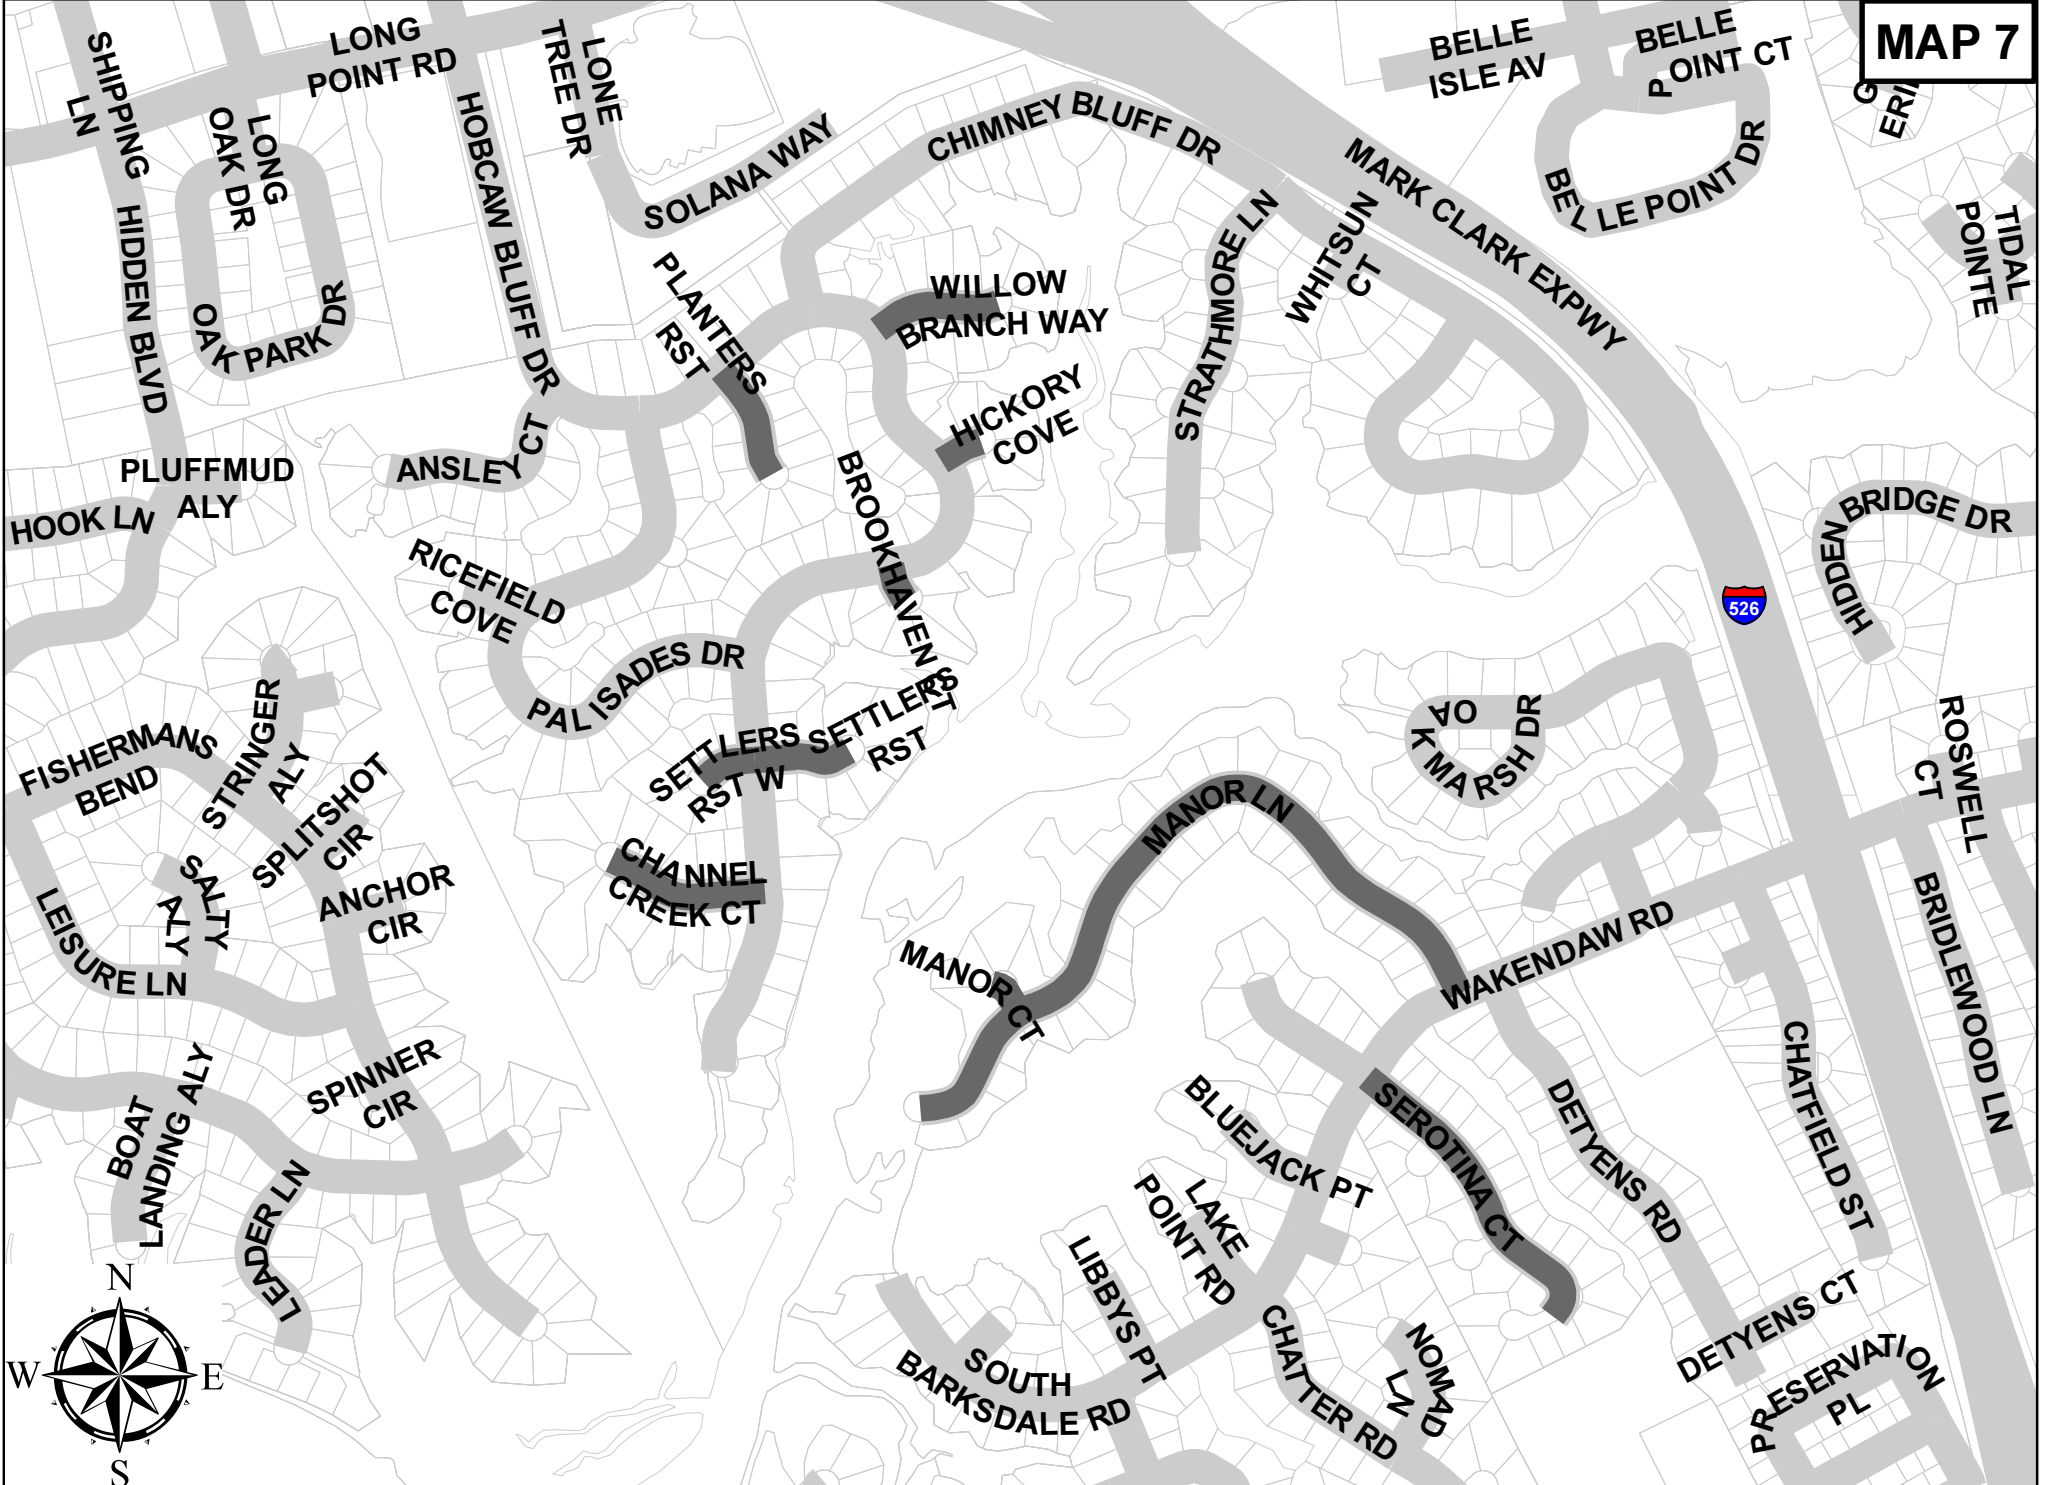 MAP 7
SHIPPING
LN
LONG
POINT RD
LONE
TREE DR
BELLE
ISLE AV
BELLE
POINT CT
G
ERI
LONG
OAK DR
HOBCAW BLUFF DR
SOLANA WAY
CHIMNEY BLUFF DR
MARK CLARK EXPWY
BELLE POINT DR
TIDAL
POINTE
HIDDEN BLVD
OAK PARK DR
PLANTERS
RST
WILLOW
BRANCH WAY
STRATHMORE LN
WHITSUN
CT
HICKORY
COVE
ANSLEY CT
PLUFFMUD
ALY
HOOK LN
BROOKHAVEN CT
RICEFIELD
COVE
HIDDEN BRIDGE DR
526
PALISADES DR
SETTLERS
RST W
SETTLERS
RST
OAK MARSH DR
ROSWELL
CT
FISHERMANS
BEND
STRINGER
ALY
SPLITSHOT
CIR
MANOR LN
CHANNEL
CREEK CT
SALTY
ALY
ANCHOR
CIR
LEISURE LN
MANOR CT
WAKENDAW RD
BRIDLEWOOD LN
CHATFIELD ST
SPINNER
CIR
BOAT
LANDING ALY
BLUEJACK PT
SEROTINA CT
DETYENS RD
LEADER LN
LAKE
POINT RD
LIBBYS PT
DETYENS CT
CHATTER RD
NOMAD
LN
PRESERVATION
PL
SOUTH
BARKSDALE RD
N
W E
S